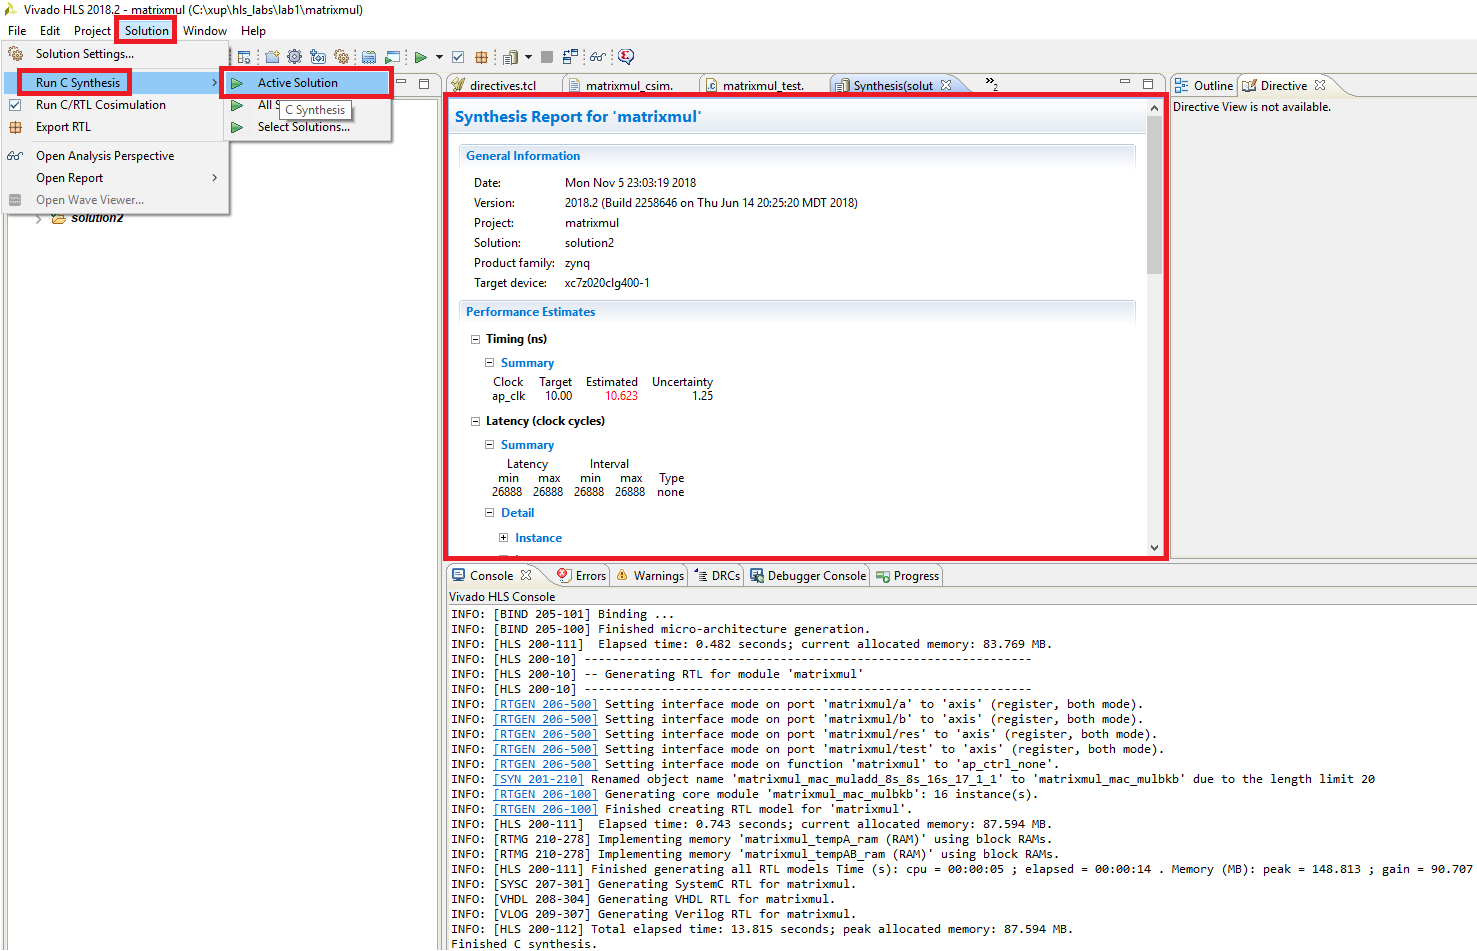 Vivado HLS 2018.2 - matrixmul (C:\xup\hls_labs\lab1\matrixmul)
File Edit Project Solution Window Help
Solution Settings...
Run C Synthesis
Run C/RTL Cosimulation
Export RTL
Open Analysis Perspective
Open Report
Open Wave Viewer...
Active Solution
All S
C Synthesis
Select Solutions...
solution2
directives.tcl matrixmul_csim. matrixmul_test. Synthesis(solut »2
Synthesis Report for 'matrixmul'
General Information
Date: Mon Nov 5 23:03:19 2018
Version: 2018.2 (Build 2258646 on Thu Jun 14 20:25:20 MDT 2018)
Project: matrixmul
Solution: solution2
Product family: zynq
Target device: xc7z020clg400-1
Performance Estimates
Timing (ns)
Summary
Clock Target Estimated Uncertainty
ap_clk 10.00 10.623 1.25
Latency (clock cycles)
Summary
Latency Interval
min max min max Type
26888 26888 26888 26888 none
Detail
Instance
Outline Directive
Directive View is not available.
Console Errors Warnings DRCs Debugger Console Progress
Vivado HLS Console
INFO: [BIND 205-101] Binding ...
INFO: [BIND 205-100] Finished micro-architecture generation.
INFO: [HLS 200-111]  Elapsed time: 0.482 seconds; current allocated memory: 83.769 MB.
INFO: [HLS 200-10] ----------------------------------------------------------------
INFO: [HLS 200-10] -- Generating RTL for module 'matrixmul'
INFO: [HLS 200-10] ----------------------------------------------------------------
INFO: [RTGEN 206-500] Setting interface mode on port 'matrixmul/a' to 'axis' (register, both mode).
INFO: [RTGEN 206-500] Setting interface mode on port 'matrixmul/b' to 'axis' (register, both mode).
INFO: [RTGEN 206-500] Setting interface mode on port 'matrixmul/res' to 'axis' (register, both mode).
INFO: [RTGEN 206-500] Setting interface mode on port 'matrixmul/test' to 'axis' (register, both mode).
INFO: [RTGEN 206-500] Setting interface mode on function 'matrixmul' to 'ap_ctrl_none'.
INFO: [SYN 201-210] Renamed object name 'matrixmul_mac_muladd_8s_8s_16s_17_1_1' to 'matrixmul_mac_mulbkb' due to the length limit 20
INFO: [RTGEN 206-100] Generating core module 'matrixmul_mac_mulbkb': 16 instance(s).
INFO: [RTGEN 206-100] Finished creating RTL model for 'matrixmul'.
INFO: [HLS 200-111]  Elapsed time: 0.743 seconds; current allocated memory: 87.594 MB.
INFO: [RTMG 210-278] Implementing memory 'matrixmul_tempA_ram (RAM)' using block RAMs.
INFO: [RTMG 210-278] Implementing memory 'matrixmul_tempAB_ram (RAM)' using block RAMs.
INFO: [HLS 200-111] Finished generating all RTL models Time (s): cpu = 00:00:05 ; elapsed = 00:00:14 . Memory (MB): peak = 148.813 ; gain = 90.707
INFO: [SYSC 207-301] Generating SystemC RTL for matrixmul.
INFO: [VHDL 208-304] Generating VHDL RTL for matrixmul.
INFO: [VLOG 209-307] Generating Verilog RTL for matrixmul.
INFO: [HLS 200-112] Total elapsed time: 13.815 seconds; peak allocated memory: 87.594 MB.
Finished C synthesis.